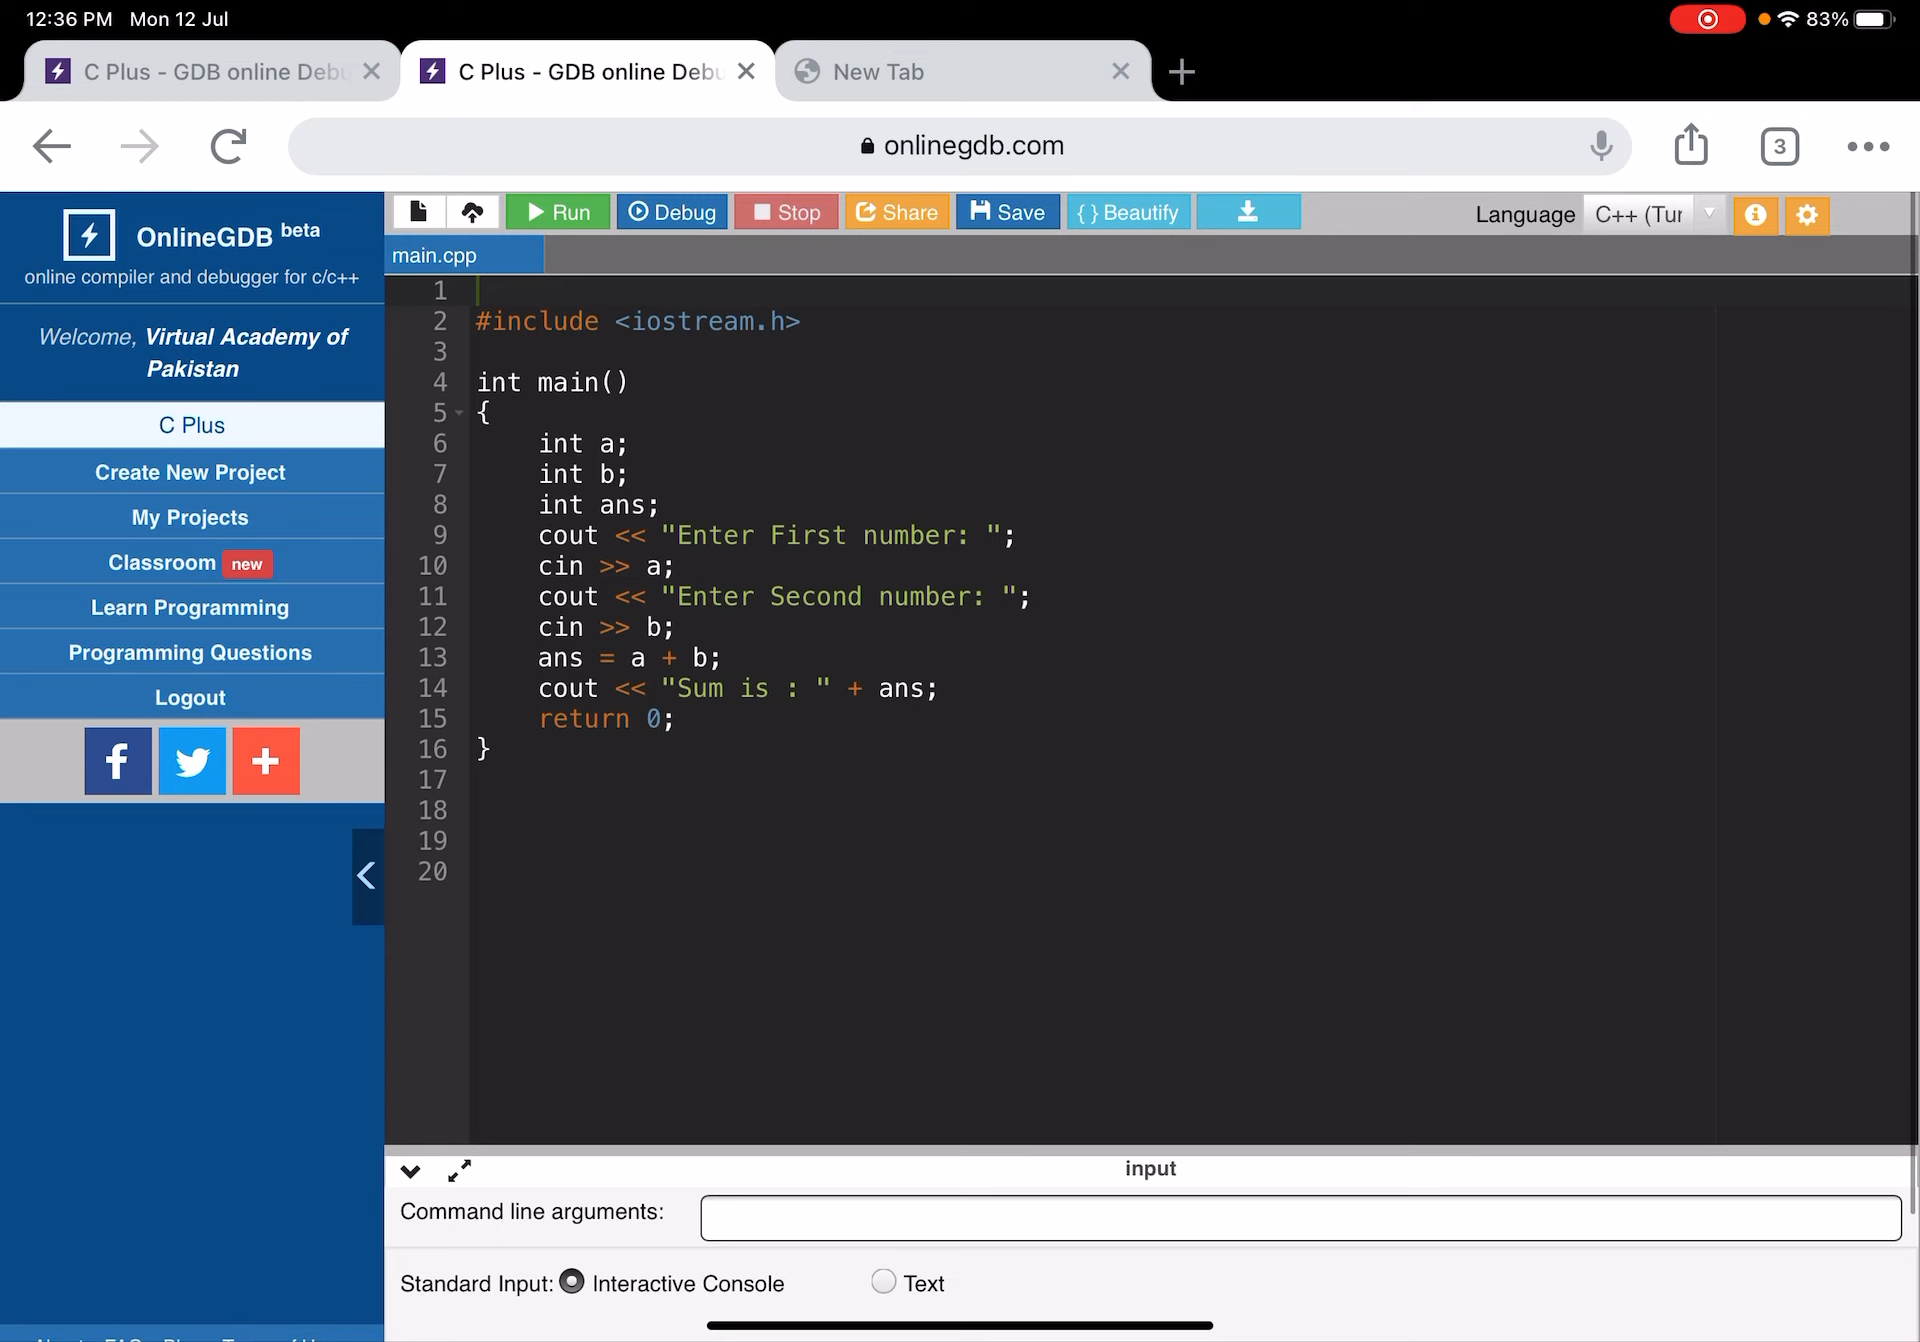 12:36 PM Mon 12 Jul
83%
C Plus - GDB online Debu
C Plus - GDB online Debu
New Tab
onlinegdb.com
3
OnlineGDB beta
online compiler and debugger for c/c++
Welcome, Virtual Academy of
Pakistan
C Plus
Create New Project
My Projects
Classroom new
Learn Programming
Programming Questions
Logout
Run
Debug
Stop
Share
Save
{ } Beautify
Language C++ (Tur
main.cpp
1
2 #include <iostream.h>
3
4 int main()
5 {
6 int a;
7 int b;
8 int ans;
9 cout << "Enter First number: ";
10 cin >> a;
11 cout << "Enter Second number: ";
12 cin >> b;
13 ans = a + b;
14 cout << "Sum is : " + ans;
15 return 0;
16 }
17
18
19
20
input
Command line arguments:
Standard Input: Interactive Console Text